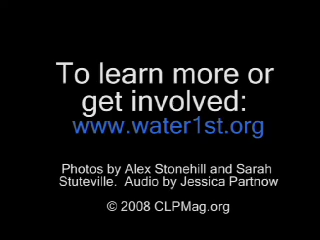 To learn more or
get involved:
www.water1st.org
Photos by Alex Stonehill and Sarah
Stuteville.  Audio by Jessica Partnow
© 2008 CLPMag.org